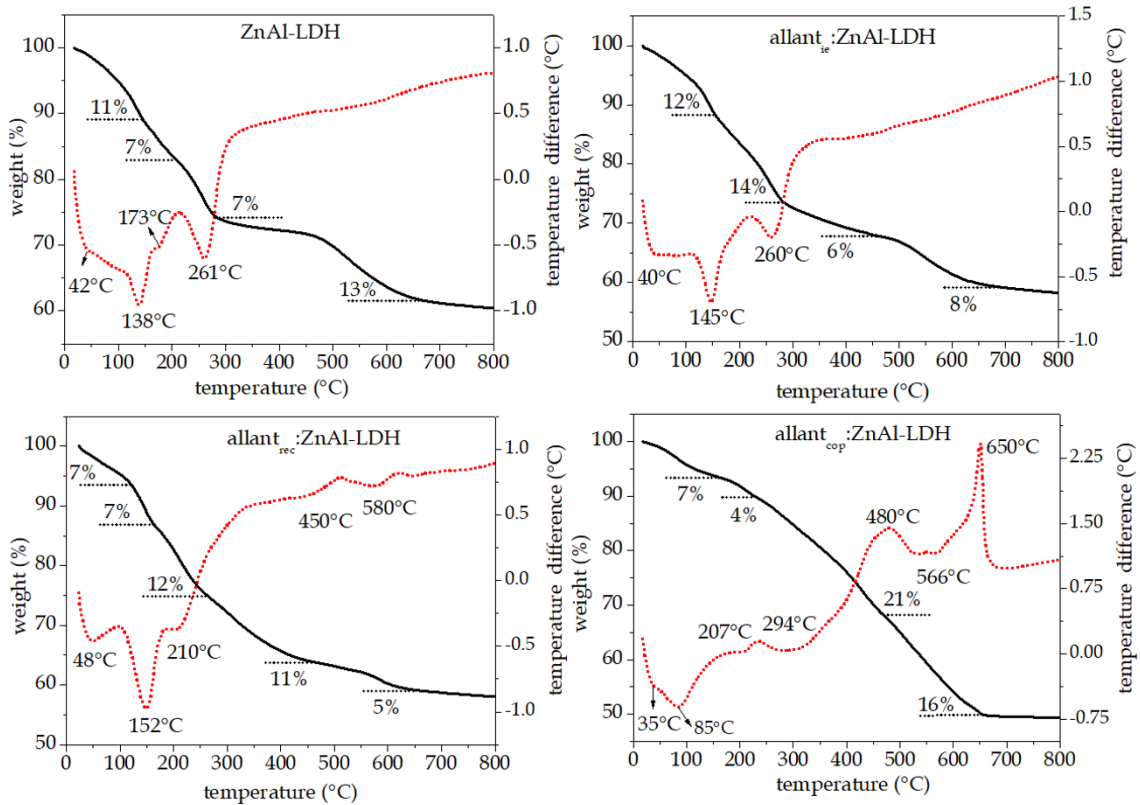 ZnAl-LDH
100
90
80
70
60
weight (%)
1.0
0.5
0.0
-0.5
-1.0
temperature difference (°C)
11%
7%
7%
13%
173°C
42°C
138°C
261°C
0 100 200 300 400 500 600 700 800
temperature (°C)
allant_ie:ZnAl-LDH
100
90
80
70
60
50
weight (%)
1.5
1.0
0.5
0.0
-0.5
-1.0
temperature difference (°C)
12%
14%
6%
8%
40°C
145°C
260°C
0 100 200 300 400 500 600 700 800
temperature (°C)
allant_rec:ZnAl-LDH
100
90
80
70
60
50
weight (%)
1.0
0.5
0.0
-0.5
-1.0
temperature difference (°C)
7%
7%
12%
11%
5%
450°C
580°C
48°C
210°C
152°C
0 100 200 300 400 500 600 700 800
temperature (°C)
allant_cop:ZnAl-LDH
100
90
80
70
60
50
weight (%)
2.25
1.50
0.75
0.00
-0.75
temperature difference (°C)
650°C
7%
4%
480°C
566°C
21%
207°C
294°C
16%
35°C
85°C
0 100 200 300 400 500 600 700 800
temperature (°C)